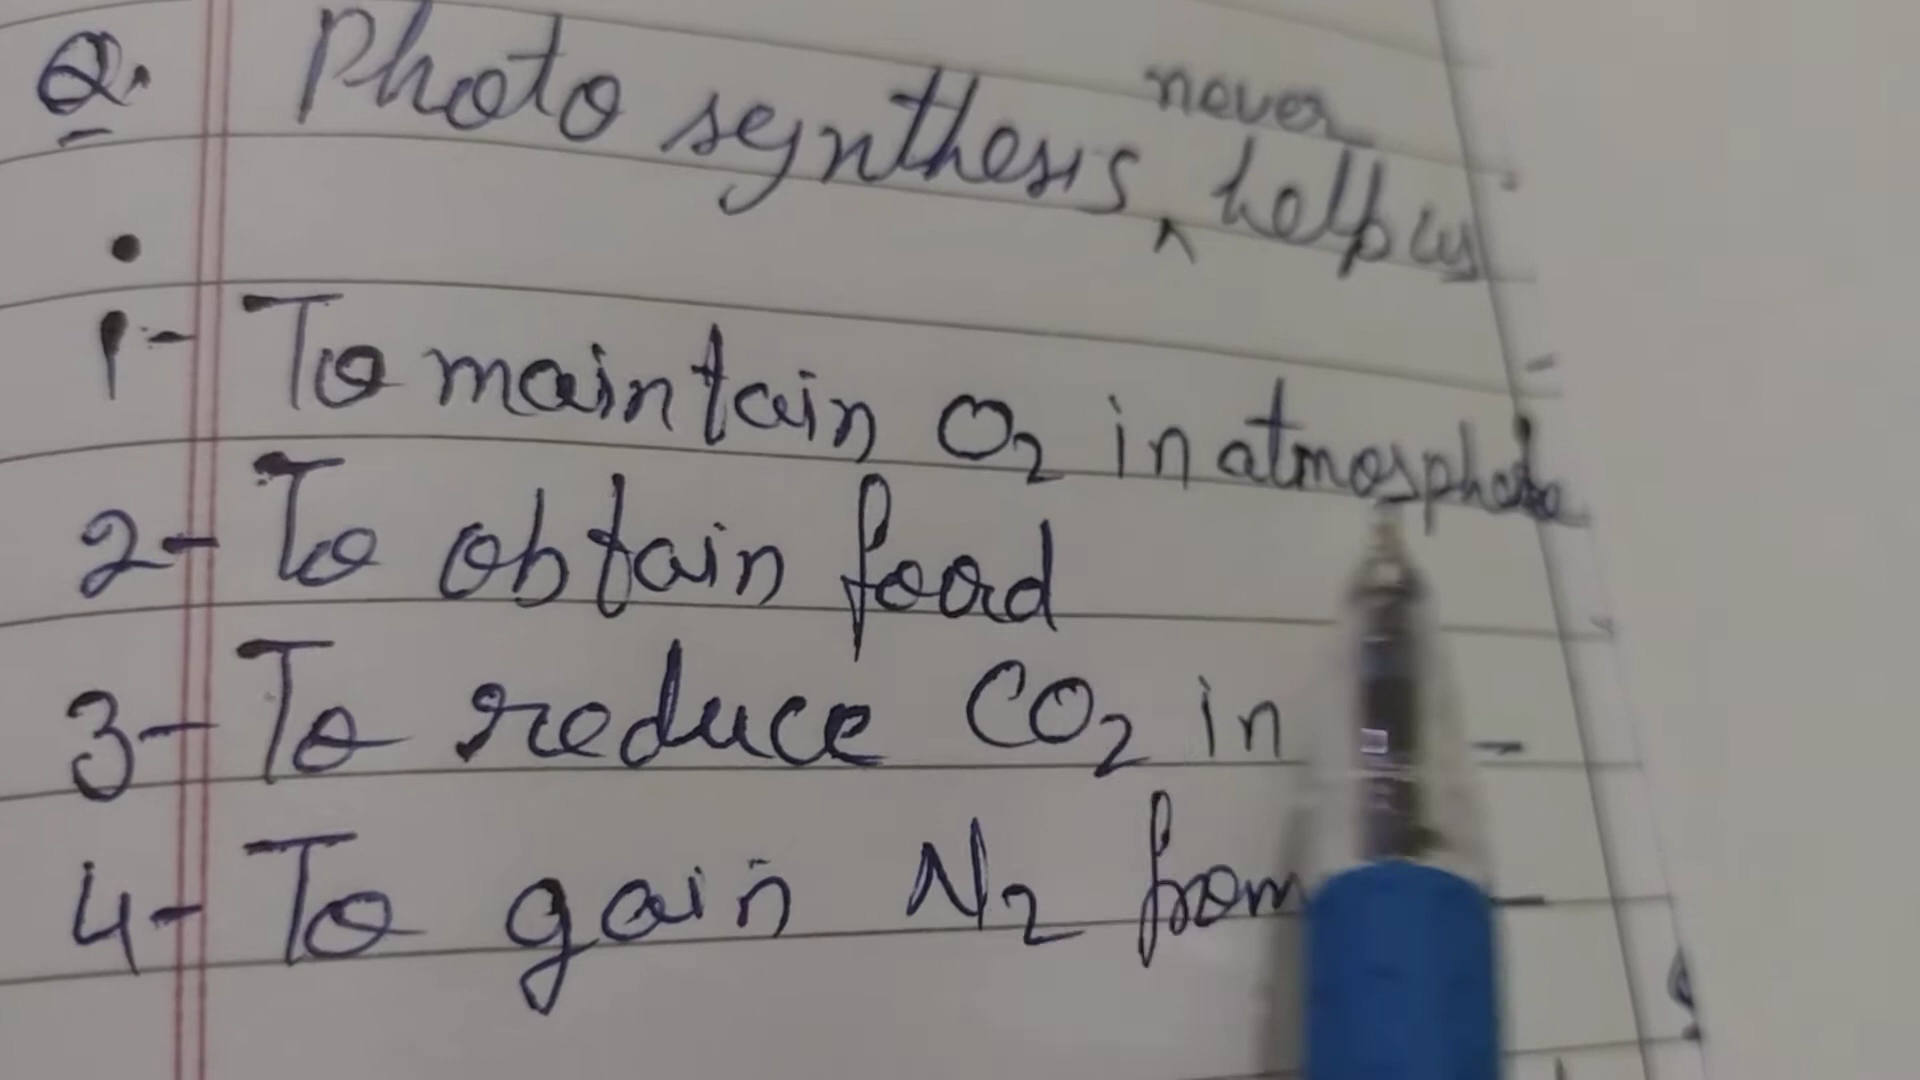 Q. Photo synthesis never help us
1- To maintain O2 in atmosphere
2- To obtain food
3- To reduce CO2 in
4- To gain N2 from